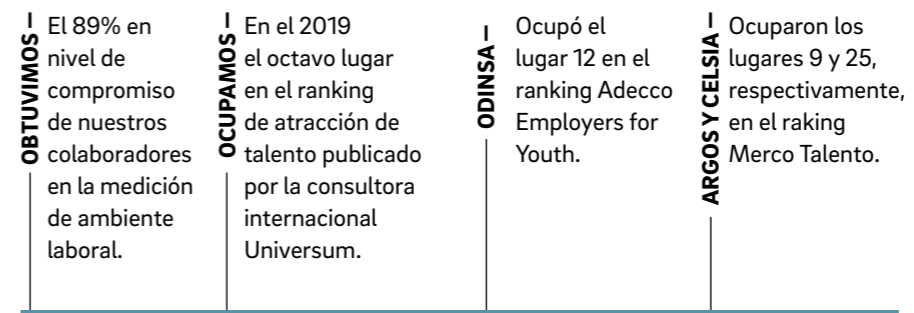 OBTUVIMOS —
El 89% en
nivel de
compromiso
de nuestros
colaboradores
en la medición
de ambiente
laboral.
OCUPAMOS —
En el 2019
el octavo lugar
en el ranking
de atracción de
talento publicado
por la consultora
internacional
Universum.
ODINSA —
Ocupó el
lugar 12 en el
ranking Adecco
Employers for
Youth.
ARGOS Y CELSIA —
Ocuparon los
lugares 9 y 25,
respectivamente,
en el raking
Merco Talento.